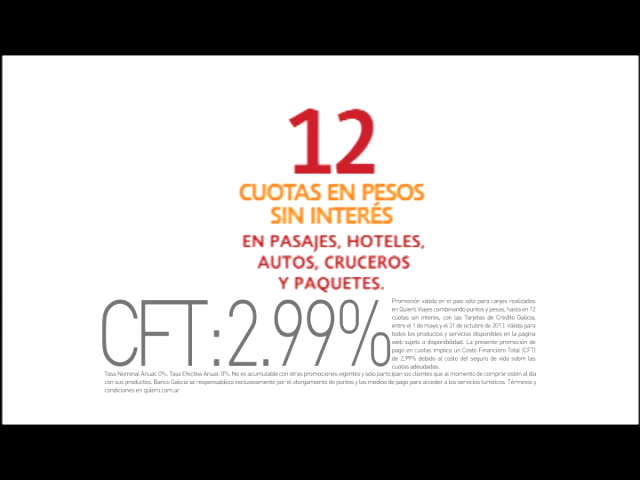 12
CUOTAS EN PESOS
SIN INTERÉS
EN PASAJES, HOTELES,
AUTOS, CRUCEROS
Y PAQUETES.
CFT:2.99%
Promoción válida en el país sólo para canjes realizados
en Quiero Viajes combinando puntos y pesos, hasta en 12
cuotas sin interés, con las Tarjetas de Crédito Galicia,
entre el 1 de mayo y el 31 de octubre de 2013. Válida para
todos los productos y servicios disponibles en la página
web sujeto a disponibilidad. La presente promoción de
pago en cuotas implica un Costo Financiero Total (CFT)
de 2,99% debido al costo del seguro de vida sobre las
cuotas adeudadas.
Tasa Nominal Anual: 0%. Tasa Efectiva Anual: 0%. No es acumulable con otras promociones vigentes y sólo participan los clientes que al momento de comprar estén al día
con sus productos. Banco Galicia se responsabiliza exclusivamente por el otorgamiento de puntos y los medios de pago para acceder a los servicios turísticos. Términos y
condiciones en quiero.com.ar